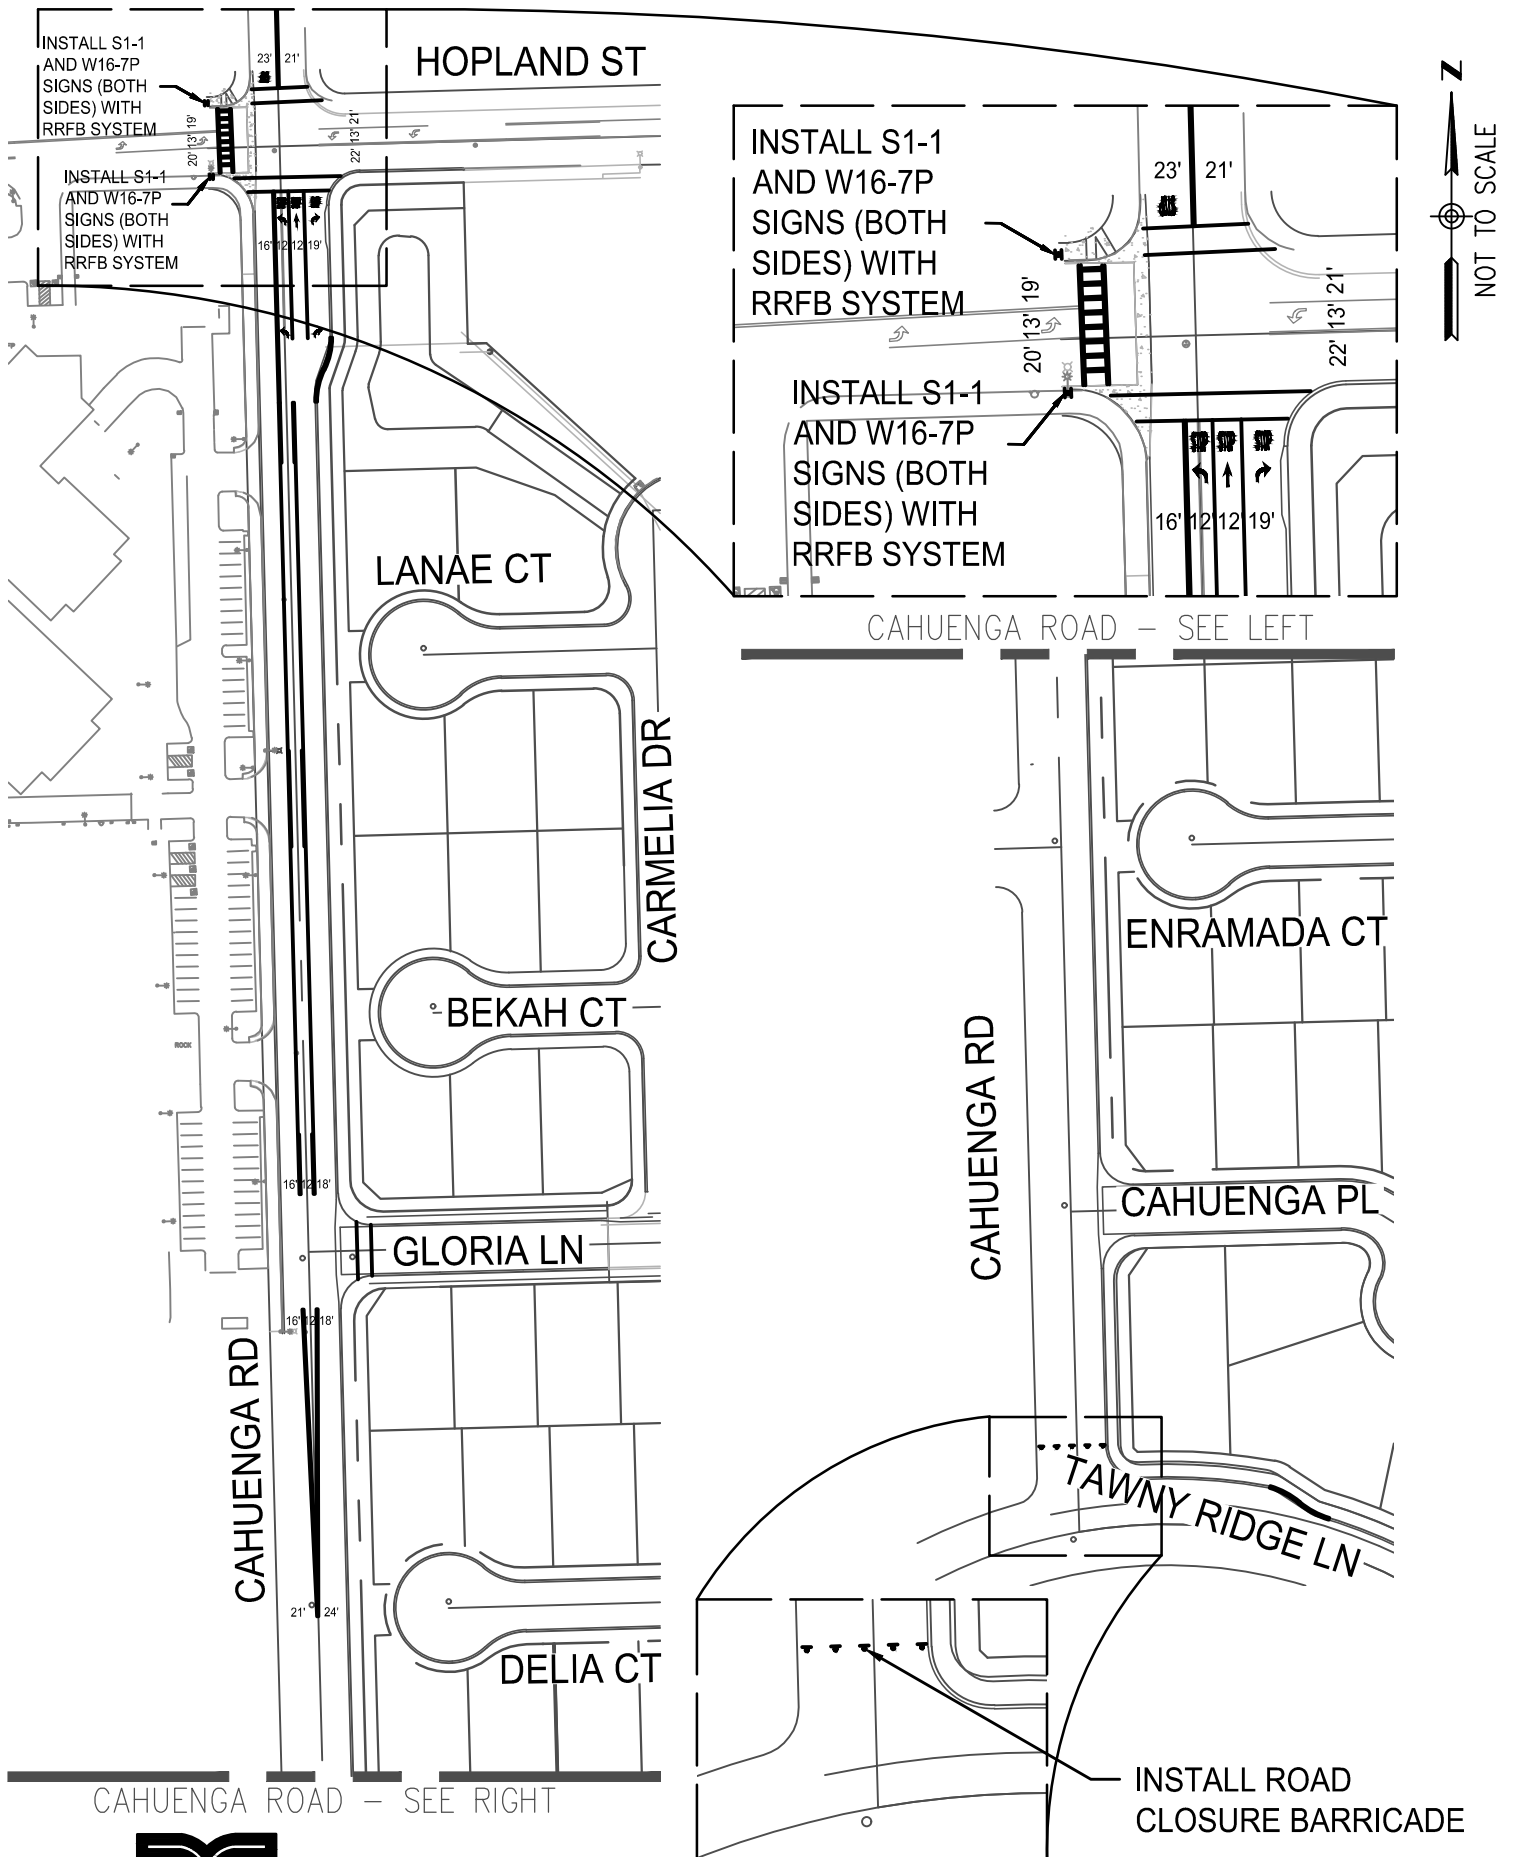 INSTALL S1-1
AND W16-7P
SIGNS (BOTH
SIDES) WITH
RRFB SYSTEM
23'
21'
HOPLAND ST
20' 13' 19'
22' 13' 21'
INSTALL S1-1
AND W16-7P
SIGNS (BOTH
SIDES) WITH
RRFB SYSTEM
16' 12' 12' 19'
LANAE CT
CARMELIA DR
BEKAH CT
ROCK
16' 12' 18'
GLORIA LN
16' 12' 18'
CAHUENGA RD
21'
24'
DELIA CT
CAHUENGA ROAD - SEE RIGHT
INSTALL S1-1
AND W16-7P
SIGNS (BOTH
SIDES) WITH
RRFB SYSTEM
23'
21'
20' 13' 19'
22' 13' 21'
INSTALL S1-1
AND W16-7P
SIGNS (BOTH
SIDES) WITH
RRFB SYSTEM
16' 12' 12' 19'
N
NOT TO SCALE
CAHUENGA ROAD - SEE LEFT
ENRAMADA CT
CAHUENGA RD
CAHUENGA PL
TAWNY RIDGE LN
INSTALL ROAD
CLOSURE BARRICADE